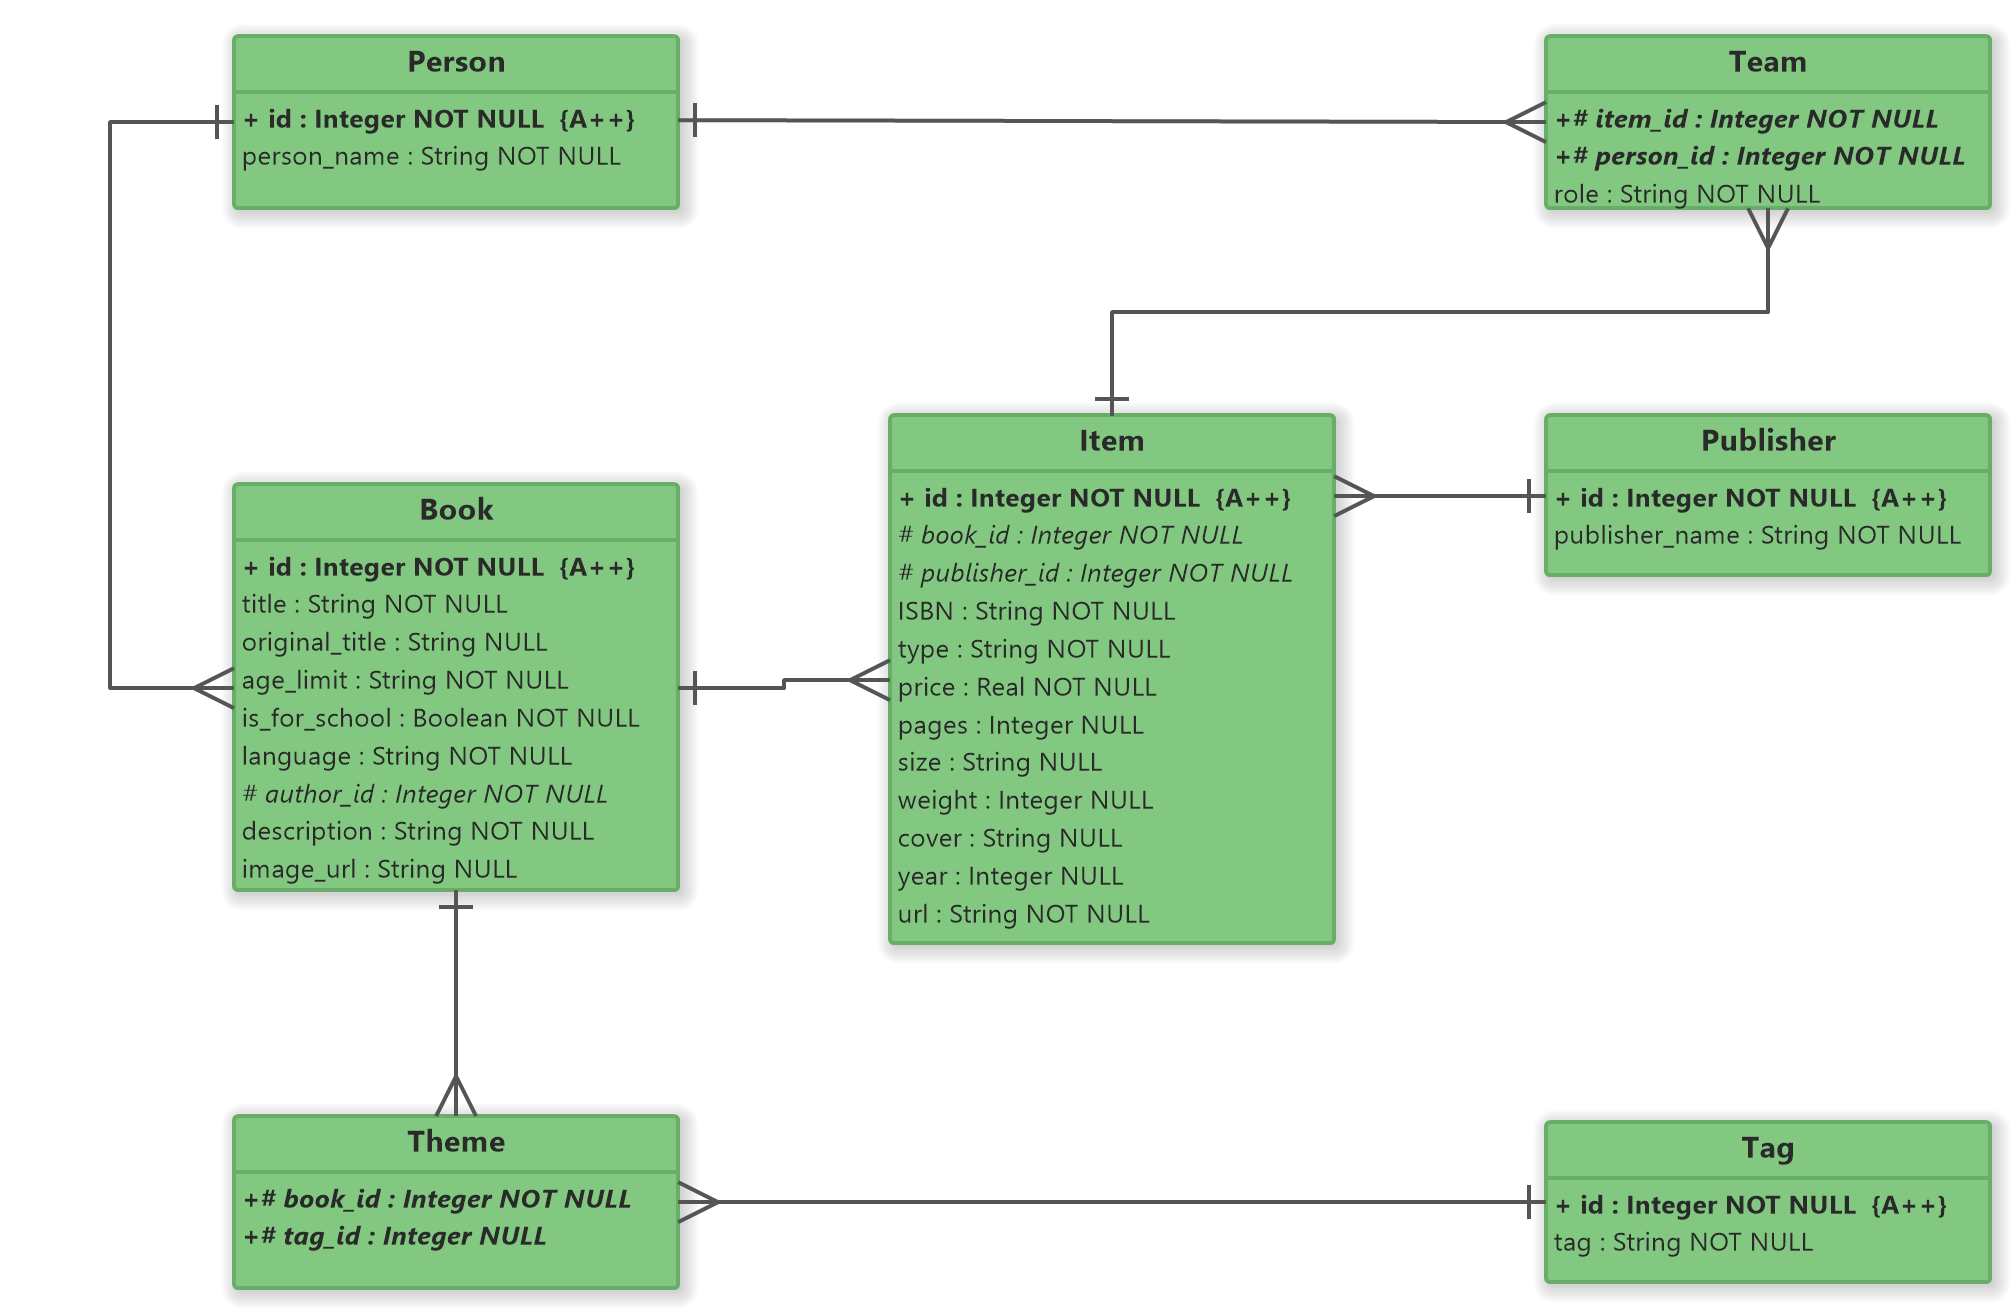 Person
+ id : Integer NOT NULL {A++}
person_name : String NOT NULL
Team
+# item_id : Integer NOT NULL
+# person_id : Integer NOT NULL
role : String NOT NULL
Book
+ id : Integer NOT NULL {A++}
title : String NOT NULL
original_title : String NULL
age_limit : String NOT NULL
is_for_school : Boolean NOT NULL
language : String NOT NULL
# author_id : Integer NOT NULL
description : String NOT NULL
image_url : String NULL
Item
+ id : Integer NOT NULL {A++}
# book_id : Integer NOT NULL
# publisher_id : Integer NOT NULL
ISBN : String NOT NULL
type : String NOT NULL
price : Real NOT NULL
pages : Integer NULL
size : String NULL
weight : Integer NULL
cover : String NULL
year : Integer NULL
url : String NOT NULL
Publisher
+ id : Integer NOT NULL {A++}
publisher_name : String NOT NULL
Theme
+# book_id : Integer NOT NULL
+# tag_id : Integer NULL
Tag
+ id : Integer NOT NULL {A++}
tag : String NOT NULL